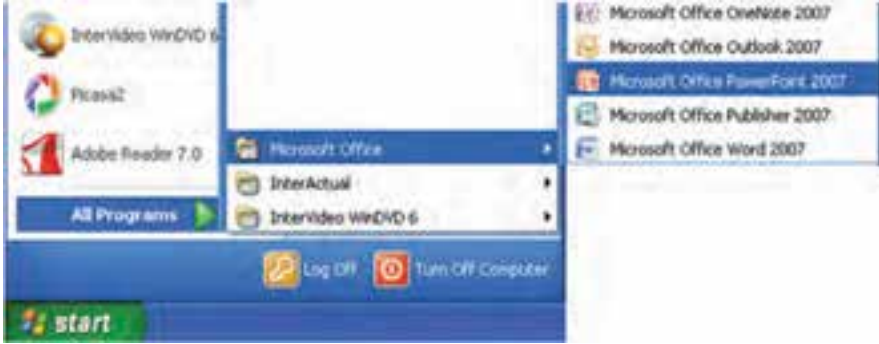 InterVideo WinDVD 6
Picasa2
Adobe Reader 7.0
All Programs
Microsoft Office
InterActual
InterVideo WinDVD 6
Microsoft Office OneNote 2007
Microsoft Office Outlook 2007
Microsoft Office PowerPoint 2007
Microsoft Office Publisher 2007
Microsoft Office Word 2007
Log Off
Turn Off Computer
start